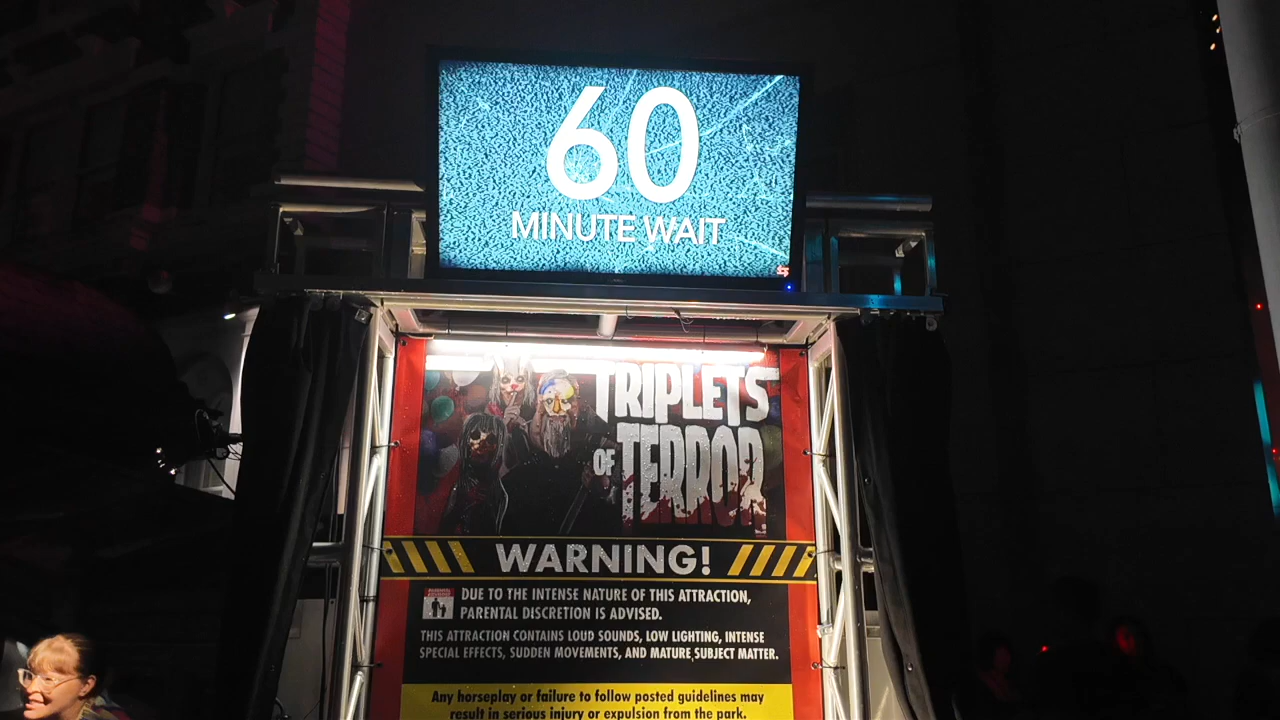 60
MINUTE WAIT
TRIPLETS
OF TERROR
WARNING!
DUE TO THE INTENSE NATURE OF THIS ATTRACTION,
PARENTAL DISCRETION IS ADVISED.
THIS ATTRACTION CONTAINS LOUD SOUNDS, LOW LIGHTING, INTENSE
SPECIAL EFFECTS, SUDDEN MOVEMENTS, AND MATURE SUBJECT MATTER.
Any horseplay or failure to follow posted guidelines may
result in serious injury or expulsion from the park.